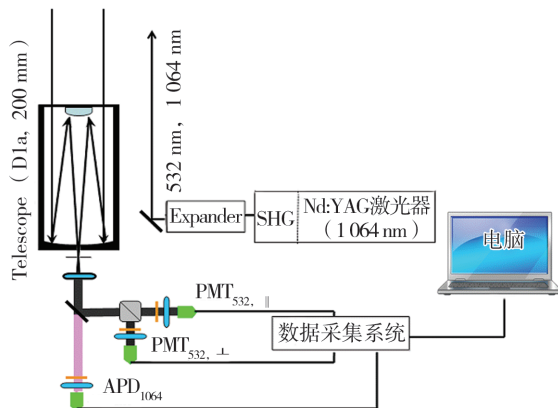 Telescope (D1a, 200 mm)
532 nm, 1 064 nm
Expander
SHG
Nd:YAG激光器
(1 064 nm)
电脑
PMT532, ∥
数据采集系统
PMT532, ⊥
APD1064